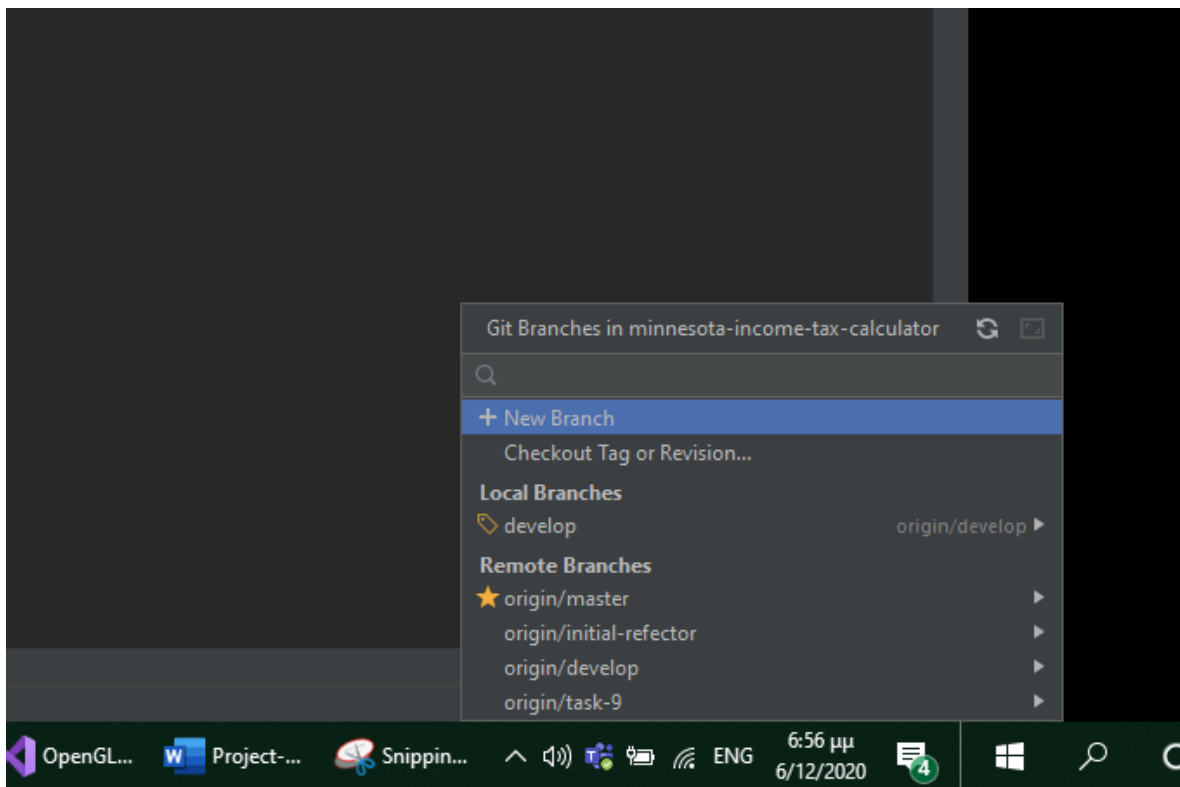 Git Branches in minnesota-income-tax-calculator
New Branch
Checkout Tag or Revision...
Local Branches
develop origin/develop
Remote Branches
origin/master
origin/initial-refector
origin/develop
origin/task-9
OpenGL... Project-... Snippin... ENG 6:56 μμ
6/12/2020 4